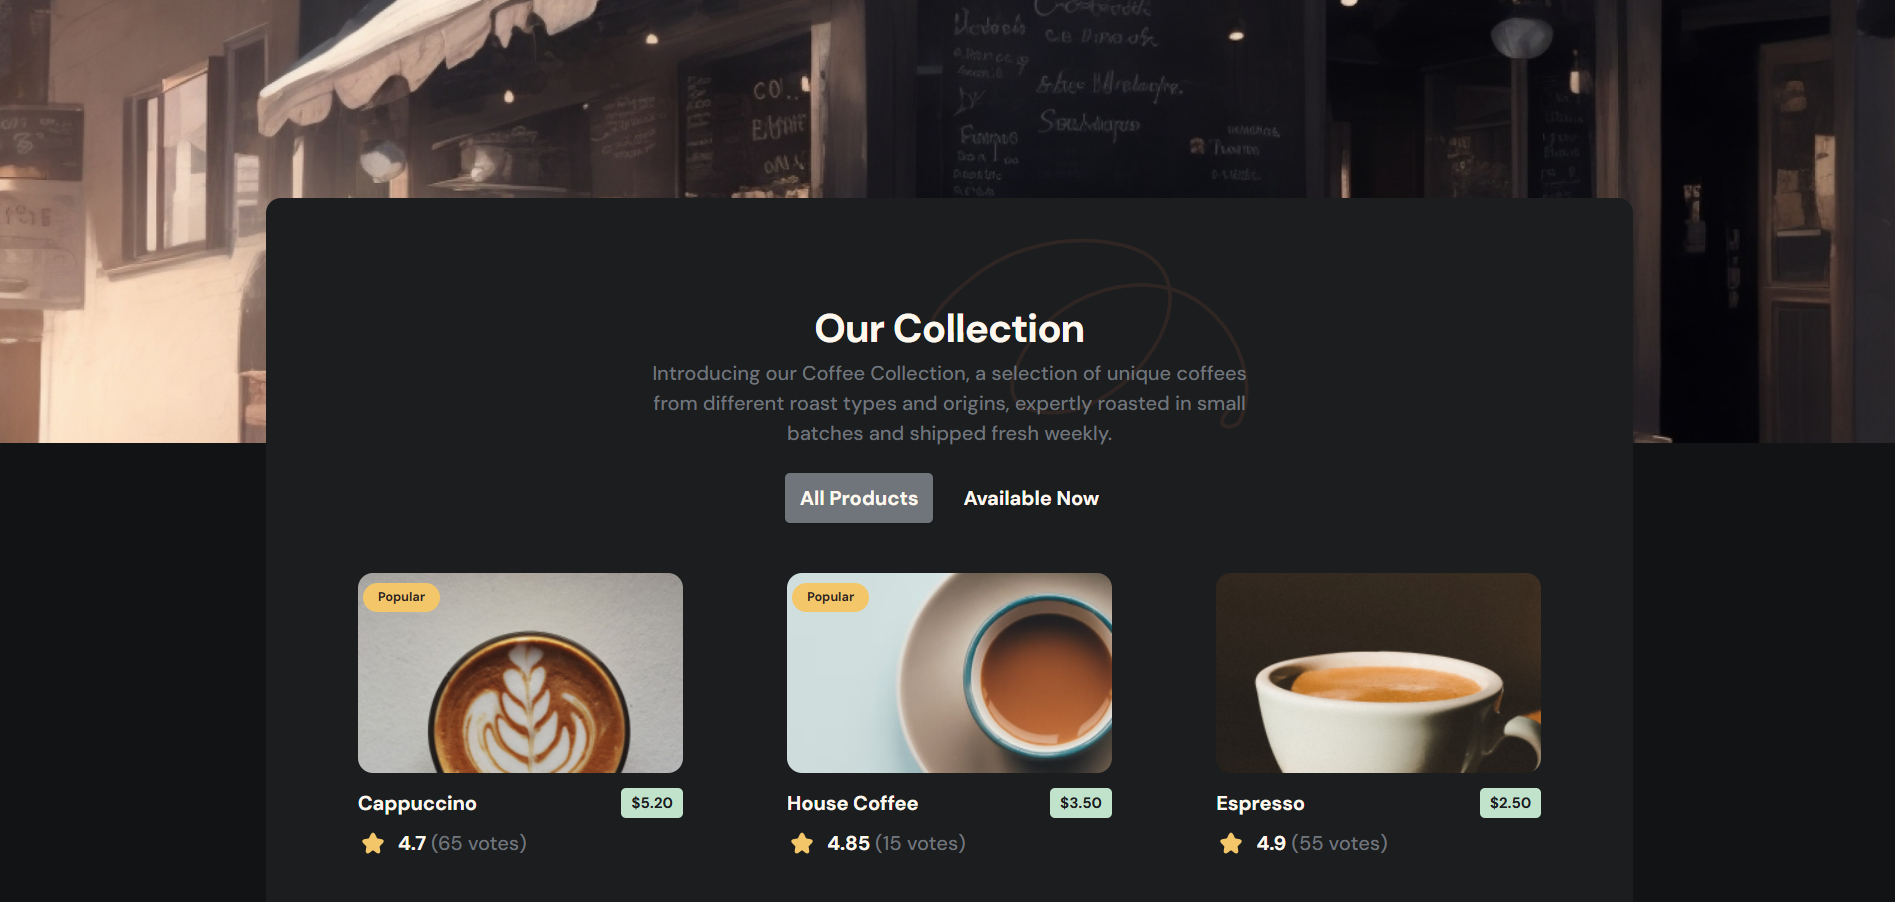 Our Collection
Introducing our Coffee Collection, a selection of unique coffees
from different roast types and origins, expertly roasted in small
batches and shipped fresh weekly.
All Products Available Now
Popular Popular
Cappuccino $5.20 House Coffee $3.50 Espresso $2.50
4.7 (65 votes) 4.85 (15 votes) 4.9 (55 votes)